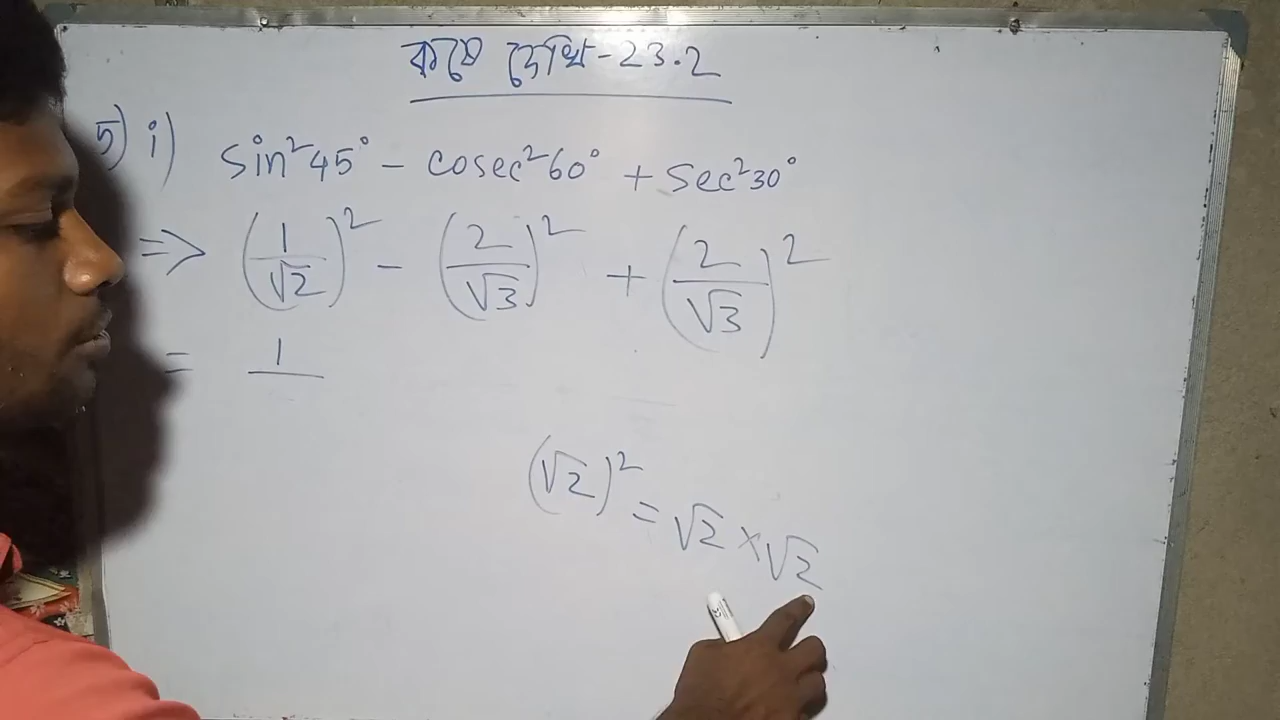 কষে দেখি-23.2
5) i) sin²45° - cosec²60° + sec²30°
=> (1/√2)² - (2/√3)² + (2/√3)²
= 1
(√2)² = √2 × √2